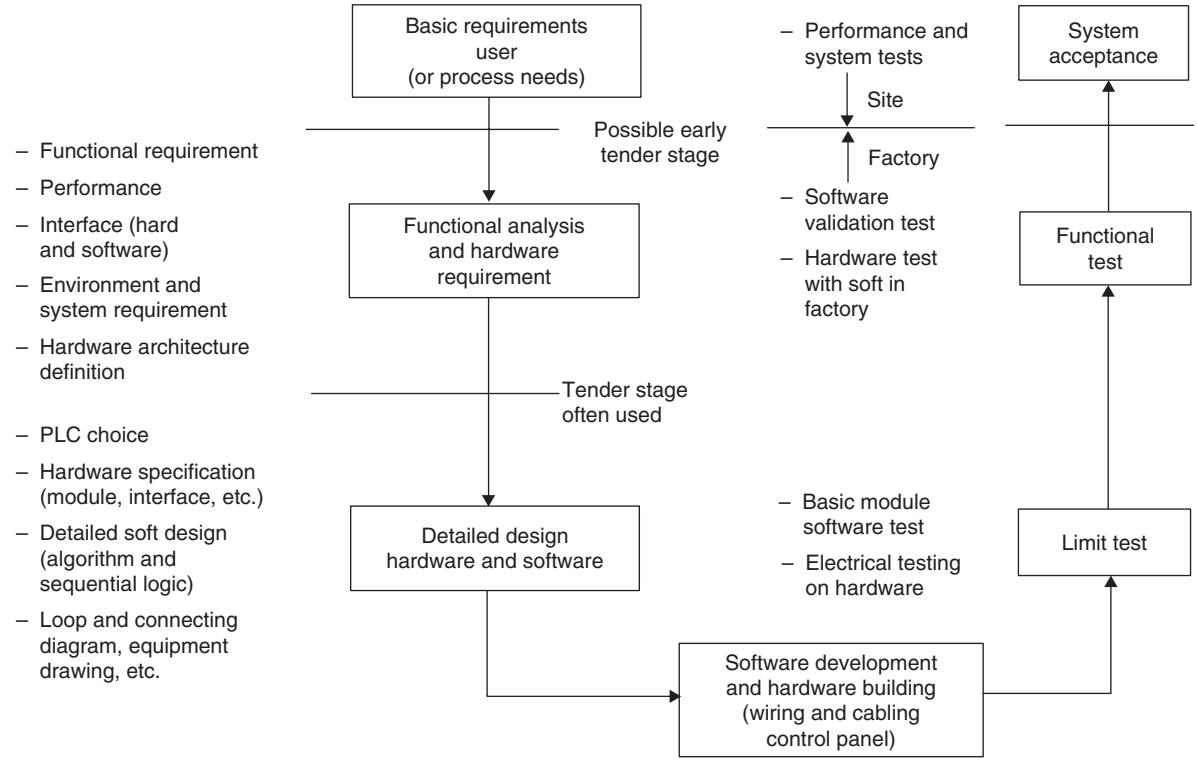 Basic requirements
user
(or process needs)
Possible early
tender stage
– Functional requirement
– Performance
– Interface (hard
and software)
– Environment and
system requirement
– Hardware architecture
definition
Functional analysis
and hardware
requirement
Tender stage
often used
– PLC choice
– Hardware specification
(module, interface, etc.)
– Detailed soft design
(algorithm and
sequential logic)
– Loop and connecting
diagram, equipment
drawing, etc.
Detailed design
hardware and software
Software development
and hardware building
(wiring and cabling
control panel)
– Basic module
software test
– Electrical testing
on hardware
Limit test
– Software
validation test
– Hardware test
with soft in
factory
Functional
test
Factory
Site
– Performance and
system tests
System
acceptance